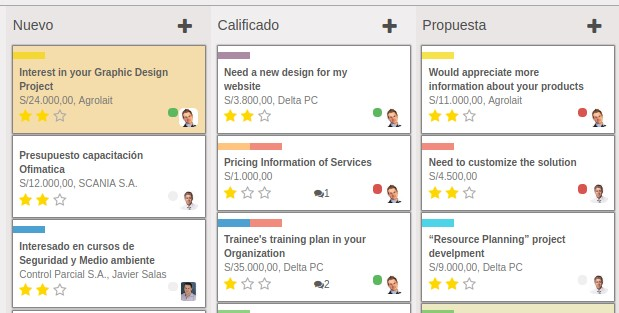 Nuevo
Interest in your Graphic Design
Project
S/24.000,00, Agrolait
Presupuesto capacitación
Ofimatica
S/12.000,00, SCANIA S.A.
Interesado en cursos de
Seguridad y Medio ambiente
Control Parcial S.A., Javier Salas
Calificado
Need a new design for my
website
S/3.800,00, Delta PC
Pricing Information of Services
S/1.000,00
1
Trainee's training plan in your
Organization
S/35.000,00, Delta PC
2
Propuesta
Would appreciate more
information about your products
S/11.000,00, Agrolait
Need to customize the solution
S/4.500,00
“Resource Planning” project
develpment
S/9.000,00, Delta PC